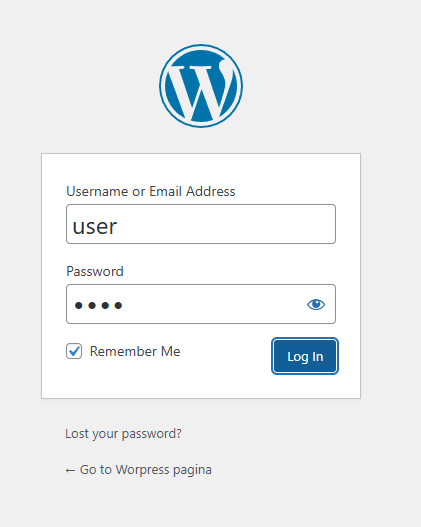 Username or Email Address
user
Password
••••
Remember Me
Log In
Lost your password?
← Go to Worpress pagina